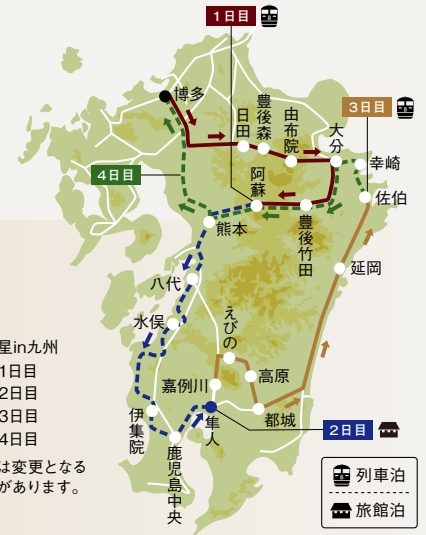 1日目
博多
日田
豊後森
由布院
大分
3日目
幸崎
佐伯
4日目
阿蘇
豊後竹田
熊本
延岡
八代
水俣
えびの
嘉例川
高原
伊集院
鹿児島中央
隼人
都城
2日目
星in九州
1日目
2日目
3日目
4日目
は変更となる
があります。
列車泊
旅館泊